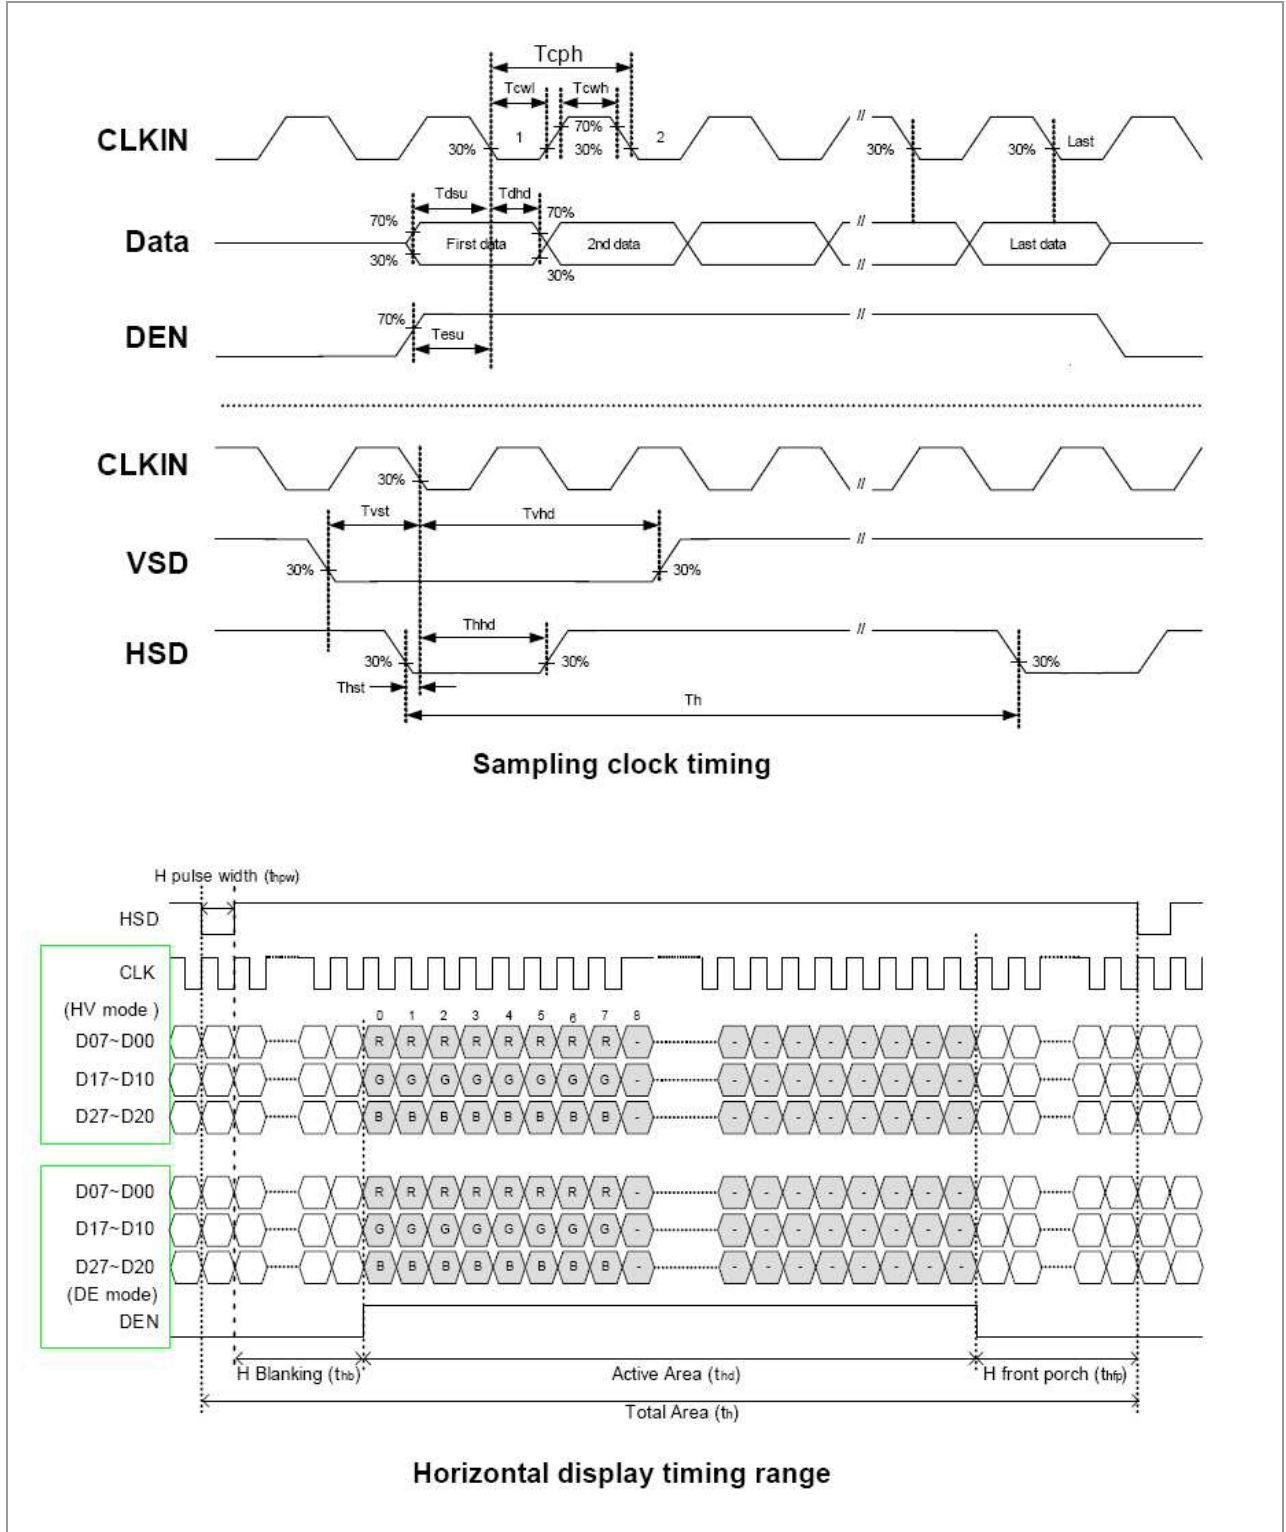 Tcph
Tcwl Tcwh
CLKIN 30% 1 70% 30% 2 // 30% 30% Last
Tdsu Tdhd
70% 70%
Data First data 2nd data // Last data
30% 30% //
DEN 70% //
Tesu
CLKIN 30% //
Tvst Tvhd
VSD 30% 30% //
Thhd
HSD 30% 30% // 30%
Thst
Th
Sampling clock timing
H pulse width (thpw)
HSD
CLK
(HV mode )
0 1 2 3 4 5 6 7 8
D07~D00 R R R R R R R R - - - - - - - - -
D17~D10 G G G G G G G G - - - - - - - - -
D27~D20 B B B B B B B B - - - - - - - - -
D07~D00 R R R R R R R R - - - - - - - - -
D17~D10 G G G G G G G G - - - - - - - - -
D27~D20 B B B B B B B B - - - - - - - - -
(DE mode)
DEN
H Blanking (thb) Active Area (thd) H front porch (thfp)
Total Area (th)
Horizontal display timing range